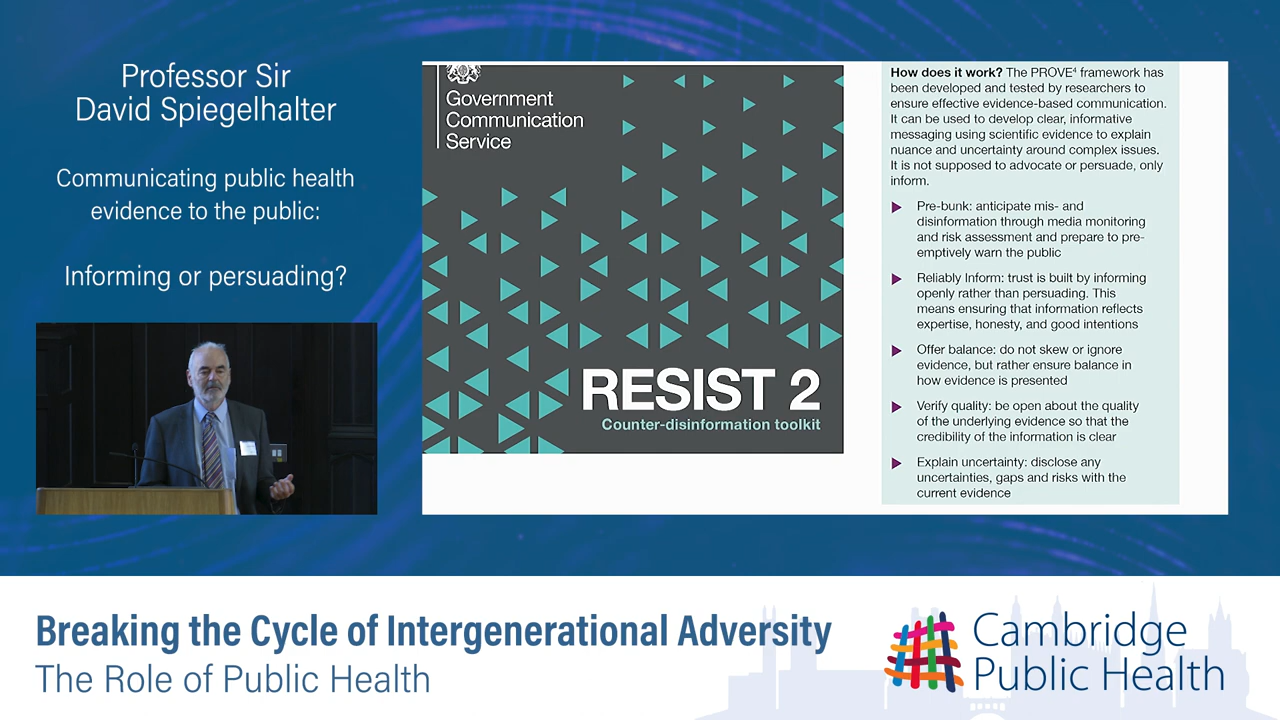 Professor Sir
David Spiegelhalter
Communicating public health
evidence to the public:
Informing or persuading?
Government
Communication
Service
RESIST 2
Counter-disinformation toolkit
How does it work? The PROVE⁴ framework has
been developed and tested by researchers to
ensure effective evidence-based communication.
It can be used to develop clear, informative
messaging using scientific evidence to explain
nuance and uncertainty around complex issues.
It is not supposed to advocate or persuade, only
inform.
Pre-bunk: anticipate mis- and
disinformation through media monitoring
and risk assessment and prepare to pre-
emptively warn the public
Reliably Inform: trust is built by informing
openly rather than persuading. This
means ensuring that information reflects
expertise, honesty, and good intentions
Offer balance: do not skew or ignore
evidence, but rather ensure balance in
how evidence is presented
Verify quality: be open about the quality
of the underlying evidence so that the
credibility of the information is clear
Explain uncertainty: disclose any
uncertainties, gaps and risks with the
current evidence
Breaking the Cycle of Intergenerational Adversity
The Role of Public Health
Cambridge
Public Health